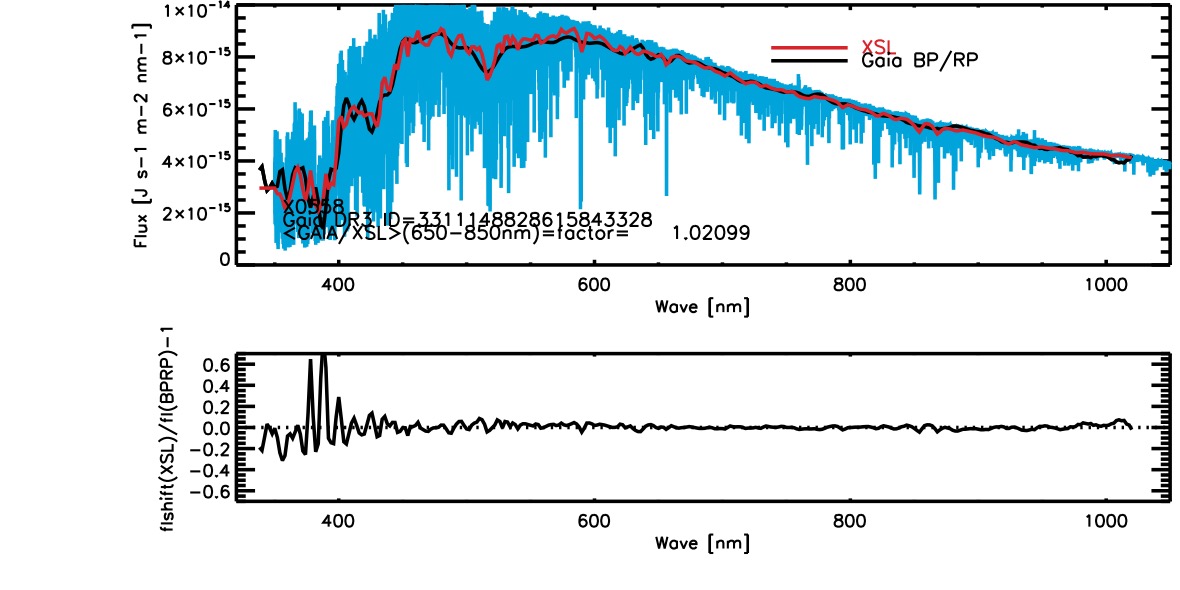 1×10−14
8×10−15
6×10−15
4×10−15
2×10−15
0
Flux [J s−1 m−2 nm−1]
XSL
Gaia BP/RP
X0558
Gaia DR3 ID=3311148828615843328
<GAIA/XSL>(650−850nm)=factor= 1.02099
400 600 800 1000
Wave [nm]
flshift(XSL)/fl(BPRP)−1
0.6
0.4
0.2
0.0
−0.2
−0.4
−0.6
400 600 800 1000
Wave [nm]